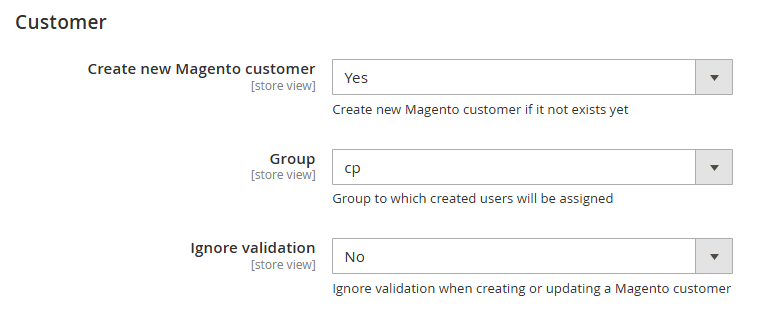 Customer
Create new Magento customer
[store view]
Yes
Create new Magento customer if it not exists yet
Group
[store view]
cp
Group to which created users will be assigned
Ignore validation
[store view]
No
Ignore validation when creating or updating a Magento customer